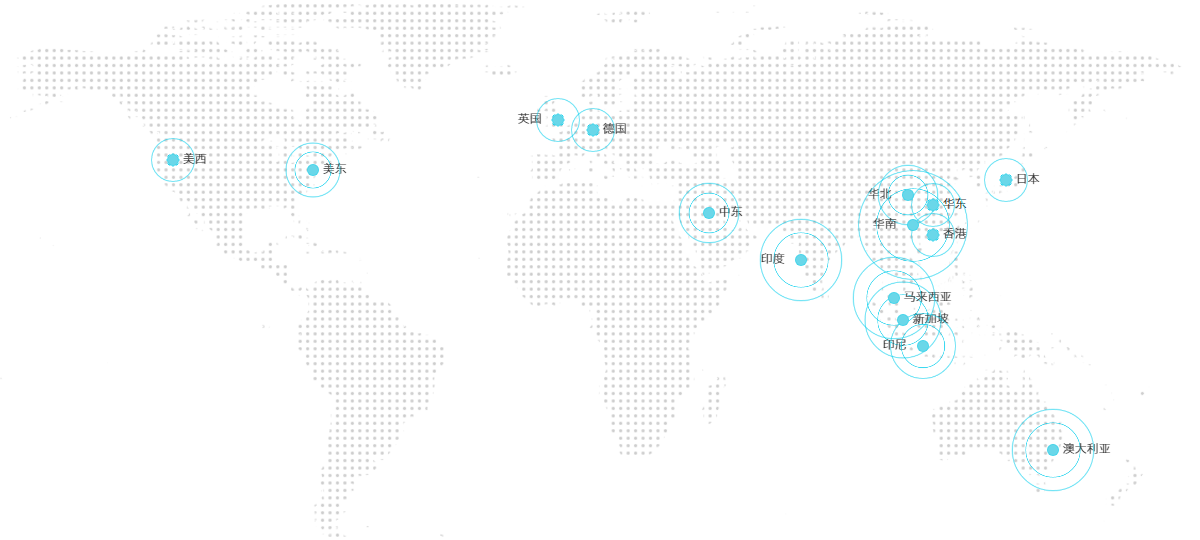 英国
德国
美西
美东
日本
华北
华东
中东
华南
香港
印度
马来西亚
新加坡
印尼
澳大利亚